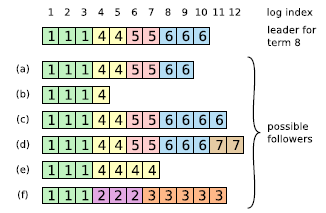 1 2 3 4 5 6 7 8 9 10 11 12 log index
1 1 1 4 4 5 5 6 6 6 leader for term 8
(a) 1 1 1 4 4 5 5 6 6
(b) 1 1 1 4
(c) 1 1 1 4 4 5 5 6 6 6 6
(d) 1 1 1 4 4 5 5 6 6 6 7 7
possible followers
(e) 1 1 1 4 4 4 4
(f) 1 1 1 2 2 2 3 3 3 3 3